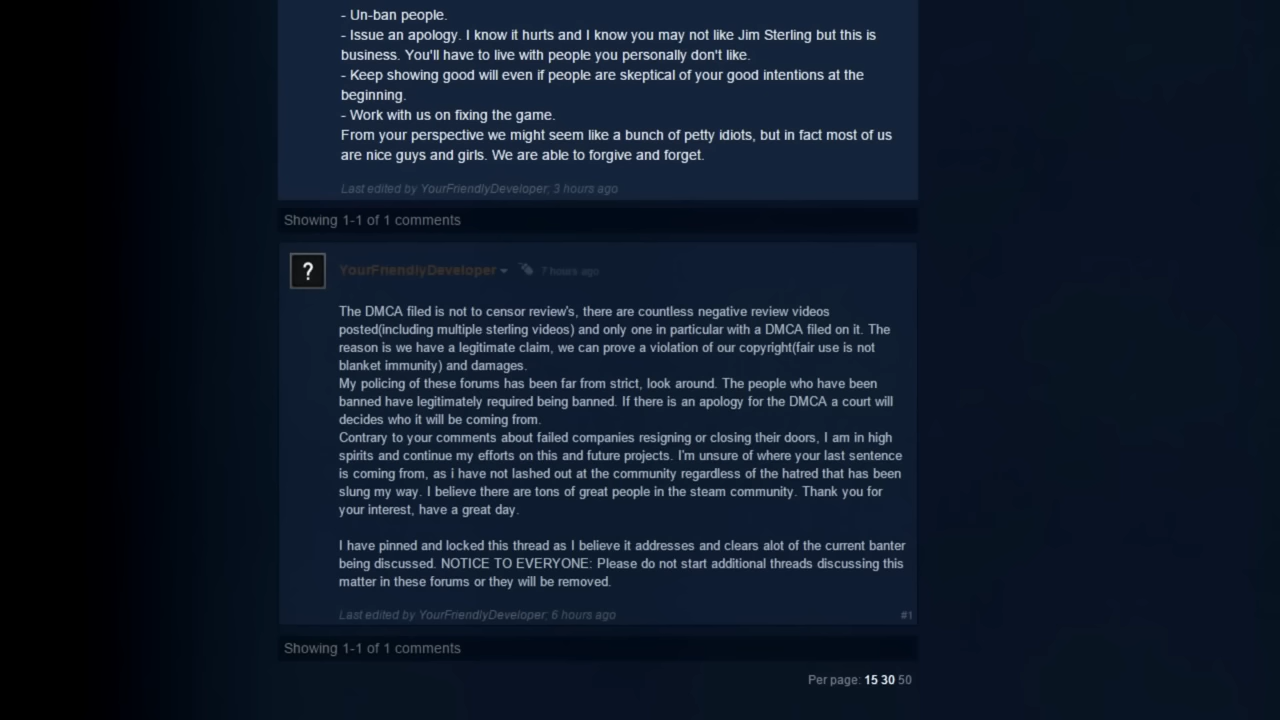 - Un-ban people.
- Issue an apology. I know it hurts and I know you may not like Jim Sterling but this is
business. You'll have to live with people you personally don't like.
- Keep showing good will even if people are skeptical of your good intentions at the
beginning.
- Work with us on fixing the game.
From your perspective we might seem like a bunch of petty idiots, but in fact most of us
are nice guys and girls. We are able to forgive and forget.
Last edited by YourFriendlyDeveloper; 3 hours ago
Showing 1-1 of 1 comments
?
YourFriendlyDeveloper 7 hours ago
The DMCA filed is not to censor review's, there are countless negative review videos
posted(including multiple sterling videos) and only one in particular with a DMCA filed on it. The
reason is we have a legitimate claim, we can prove a violation of our copyright(fair use is not
blanket immunity) and damages.
My policing of these forums has been far from strict, look around. The people who have been
banned have legitimately required being banned. If there is an apology for the DMCA a court will
decides who it will be coming from.
Contrary to your comments about failed companies resigning or closing their doors, I am in high
spirits and continue my efforts on this and future projects. I'm unsure of where your last sentence
is coming from, as i have not lashed out at the community regardless of the hatred that has been
slung my way. I believe there are tons of great people in the steam community. Thank you for
your interest, have a great day.
I have pinned and locked this thread as I believe it addresses and clears alot of the current banter
being discussed. NOTICE TO EVERYONE: Please do not start additional threads discussing this
matter in these forums or they will be removed.
Last edited by YourFriendlyDeveloper; 6 hours ago
#1
Showing 1-1 of 1 comments
Per page: 15 30 50